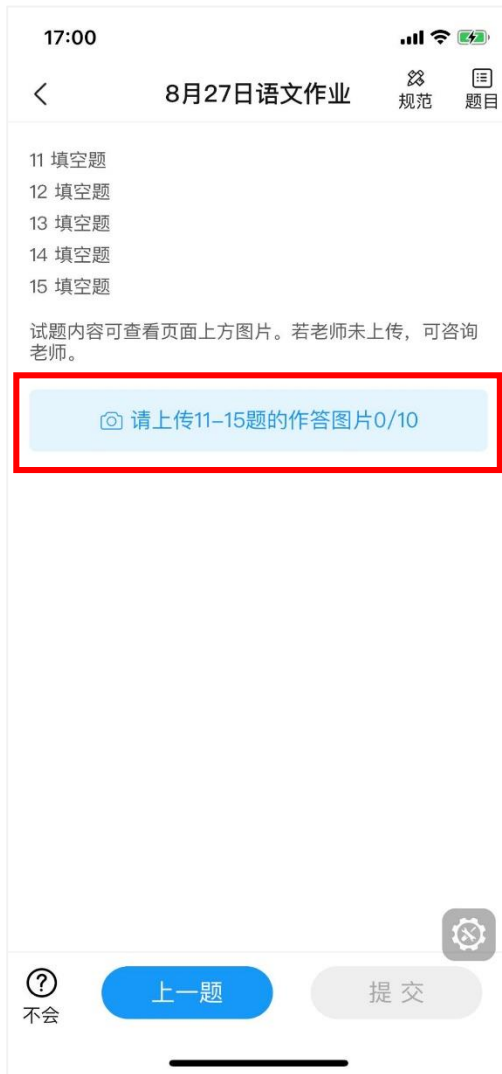 17:00
8月27日语文作业
规范
题目
11 填空题
12 填空题
13 填空题
14 填空题
15 填空题
试题内容可查看页面上方图片。若老师未上传，可咨询
老师。
请上传11-15题的作答图片0/10
不会
上一题
提交